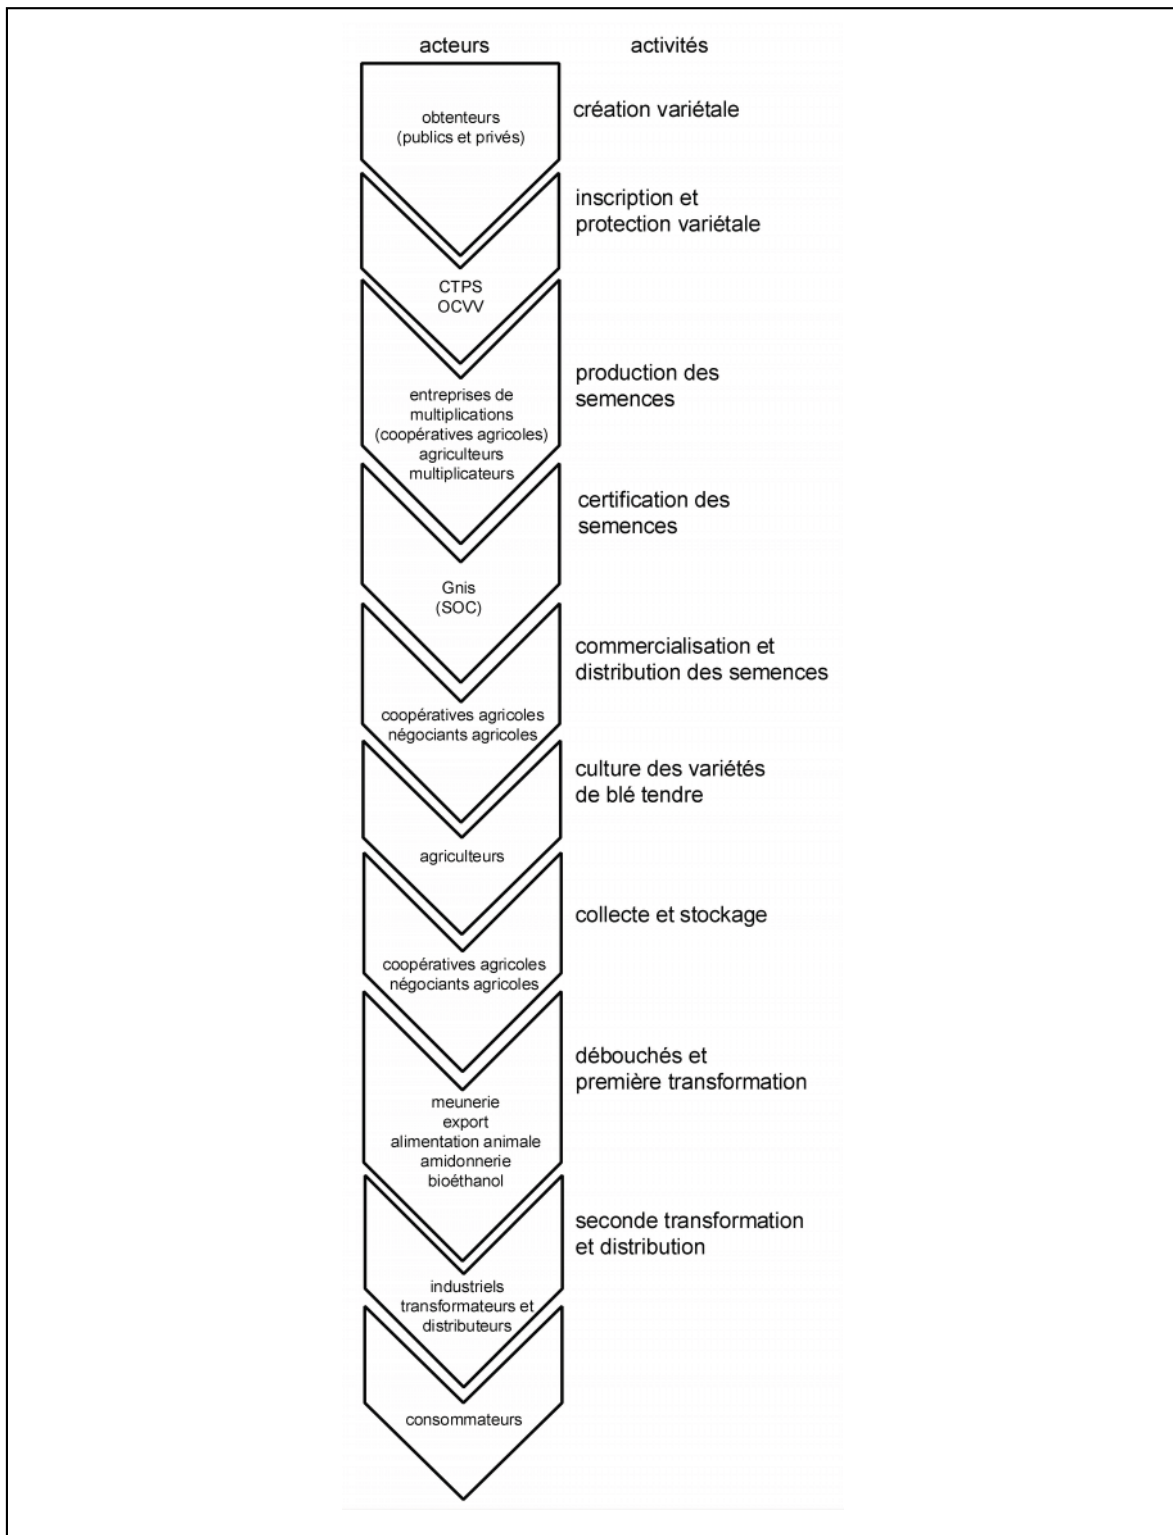 acteurs
activités
obtenteurs
(publics et privés)
création variétale
inscription et
protection variétale
CTPS
OCVV
production des
semences
entreprises de
multiplications
(coopératives agricoles)
agriculteurs
multiplicateurs
certification des
semences
Gnis
(SOC)
commercialisation et
distribution des semences
coopératives agricoles
négociants agricoles
culture des variétés
de blé tendre
agriculteurs
collecte et stockage
coopératives agricoles
négociants agricoles
débouchés et
première transformation
meunerie
export
alimentation animale
amidonnerie
bioéthanol
seconde transformation
et distribution
industriels
transformateurs et
distributeurs
consommateurs